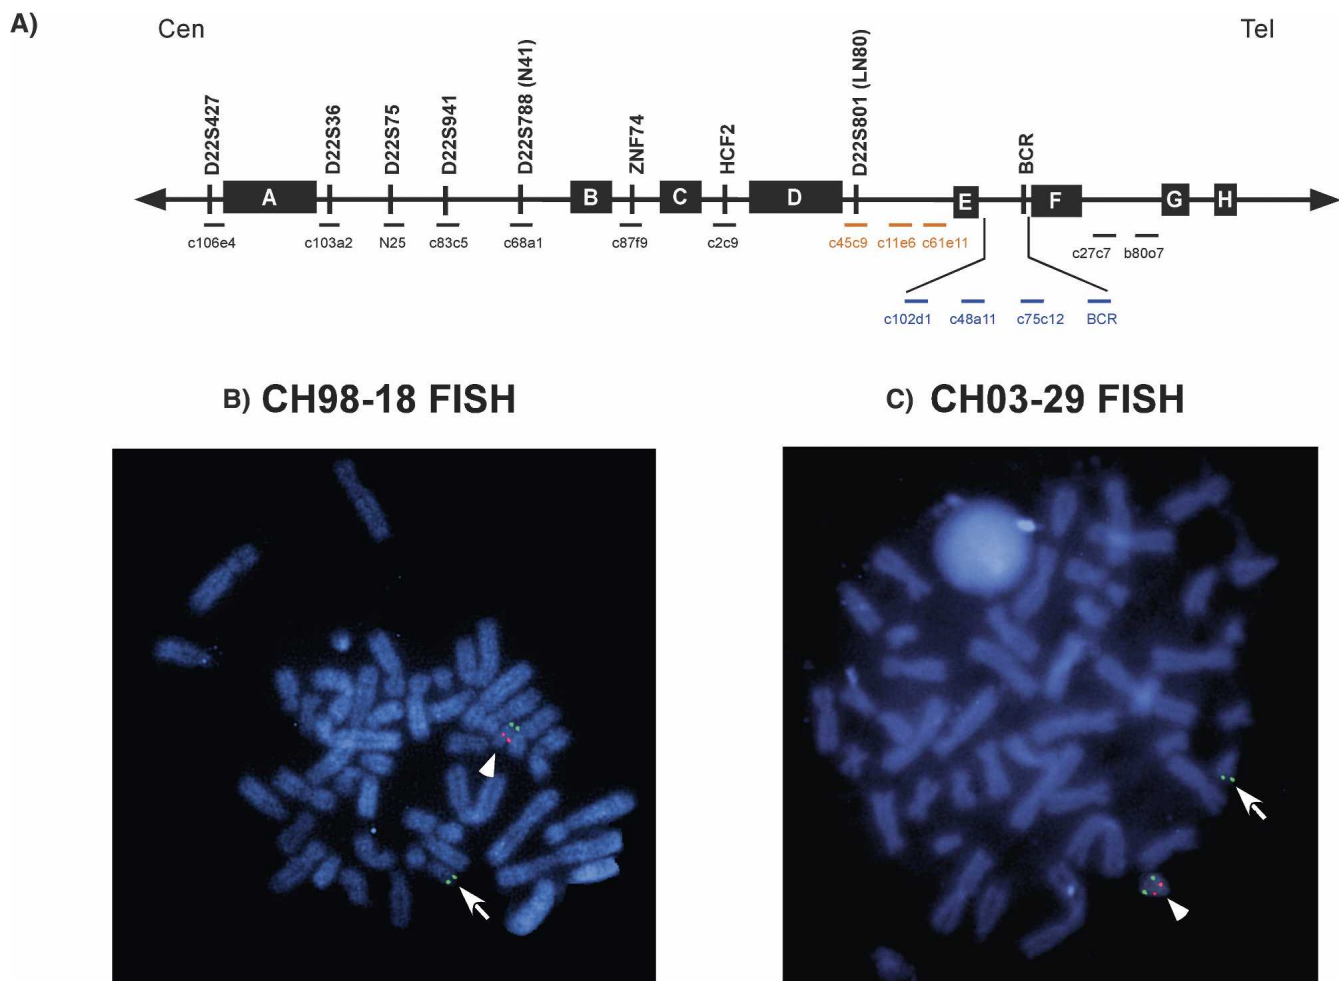 A)
Cen
Tel
D22S427
D22S36
D22S75
D22S941
D22S788 (N41)
ZNF74
HCF2
D22S801 (LN80)
BCR
A B C D E F G H
c106e4 c103a2 N25 c83c5 c68a1 c87f9 c2c9 c45c9 c11e6 c61e11
c27c7 b80o7
c102d1 c48a11 c75c12 BCR
B) CH98-18 FISH
C) CH03-29 FISH